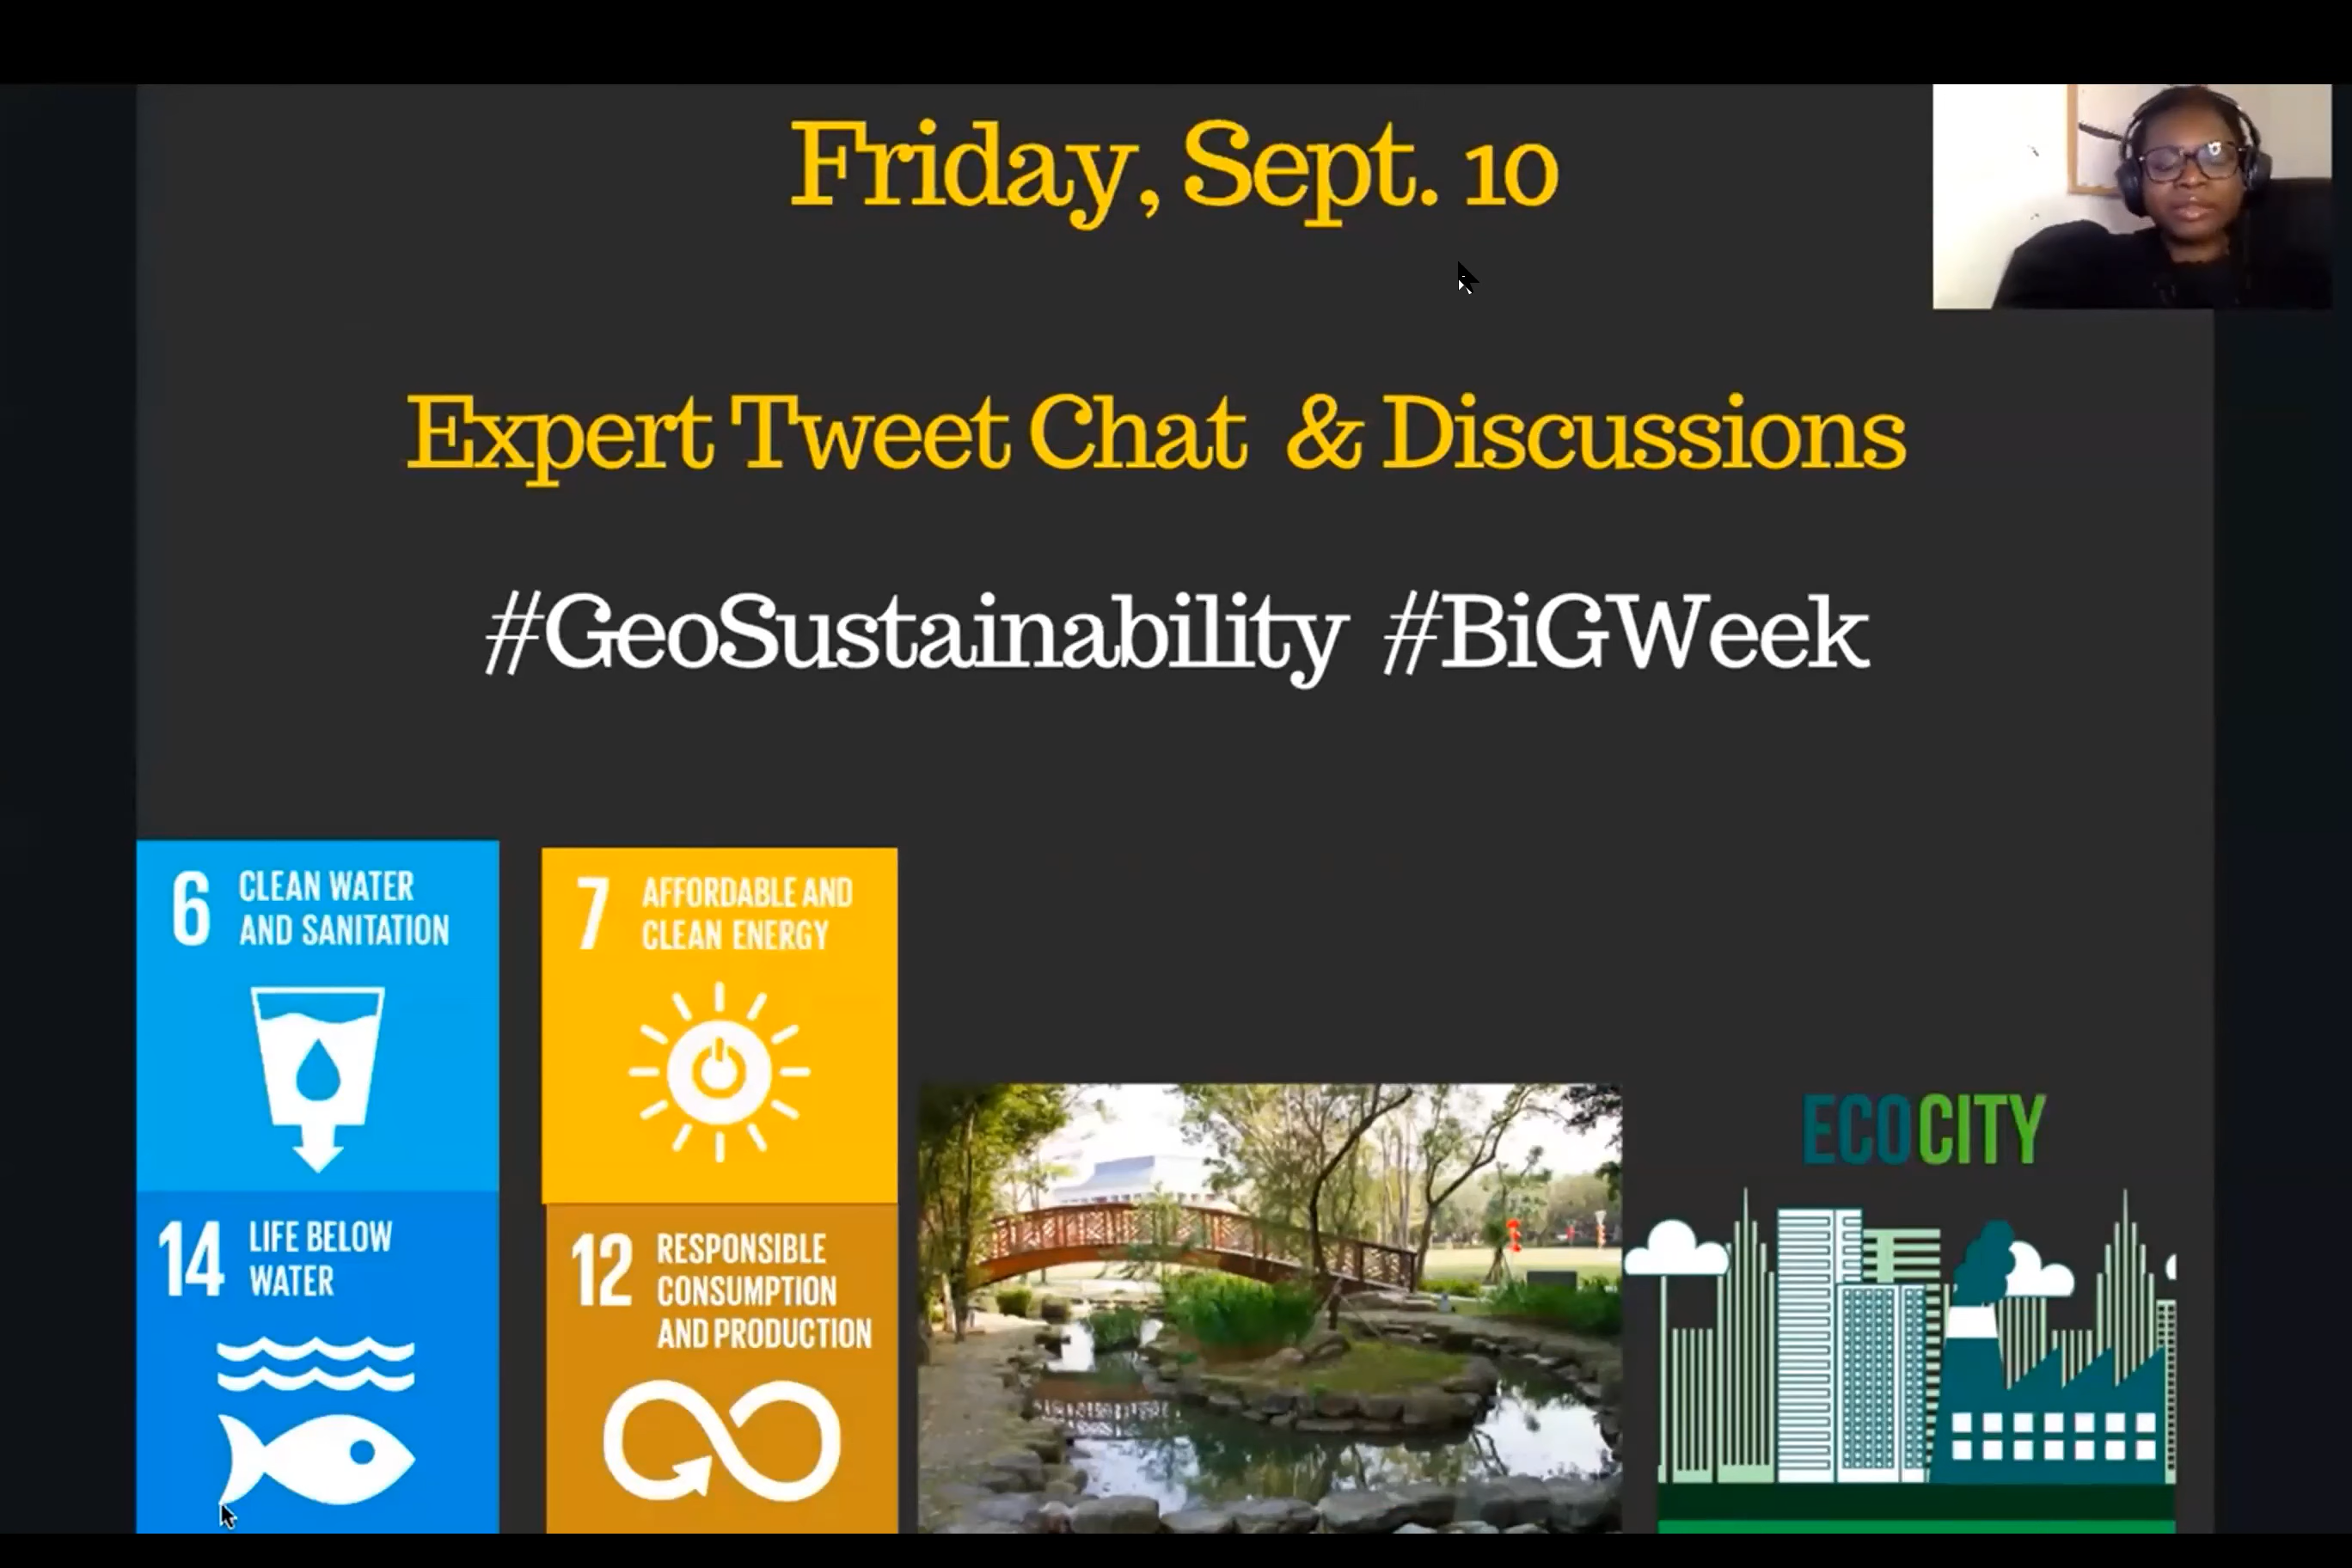 Friday, Sept. 10
Expert Tweet Chat & Discussions
#GeoSustainability #BiGWeek
6 CLEAN WATER
AND SANITATION
7 AFFORDABLE AND
CLEAN ENERGY
14 LIFE BELOW
WATER
12 RESPONSIBLE
CONSUMPTION
AND PRODUCTION
ECOCITY